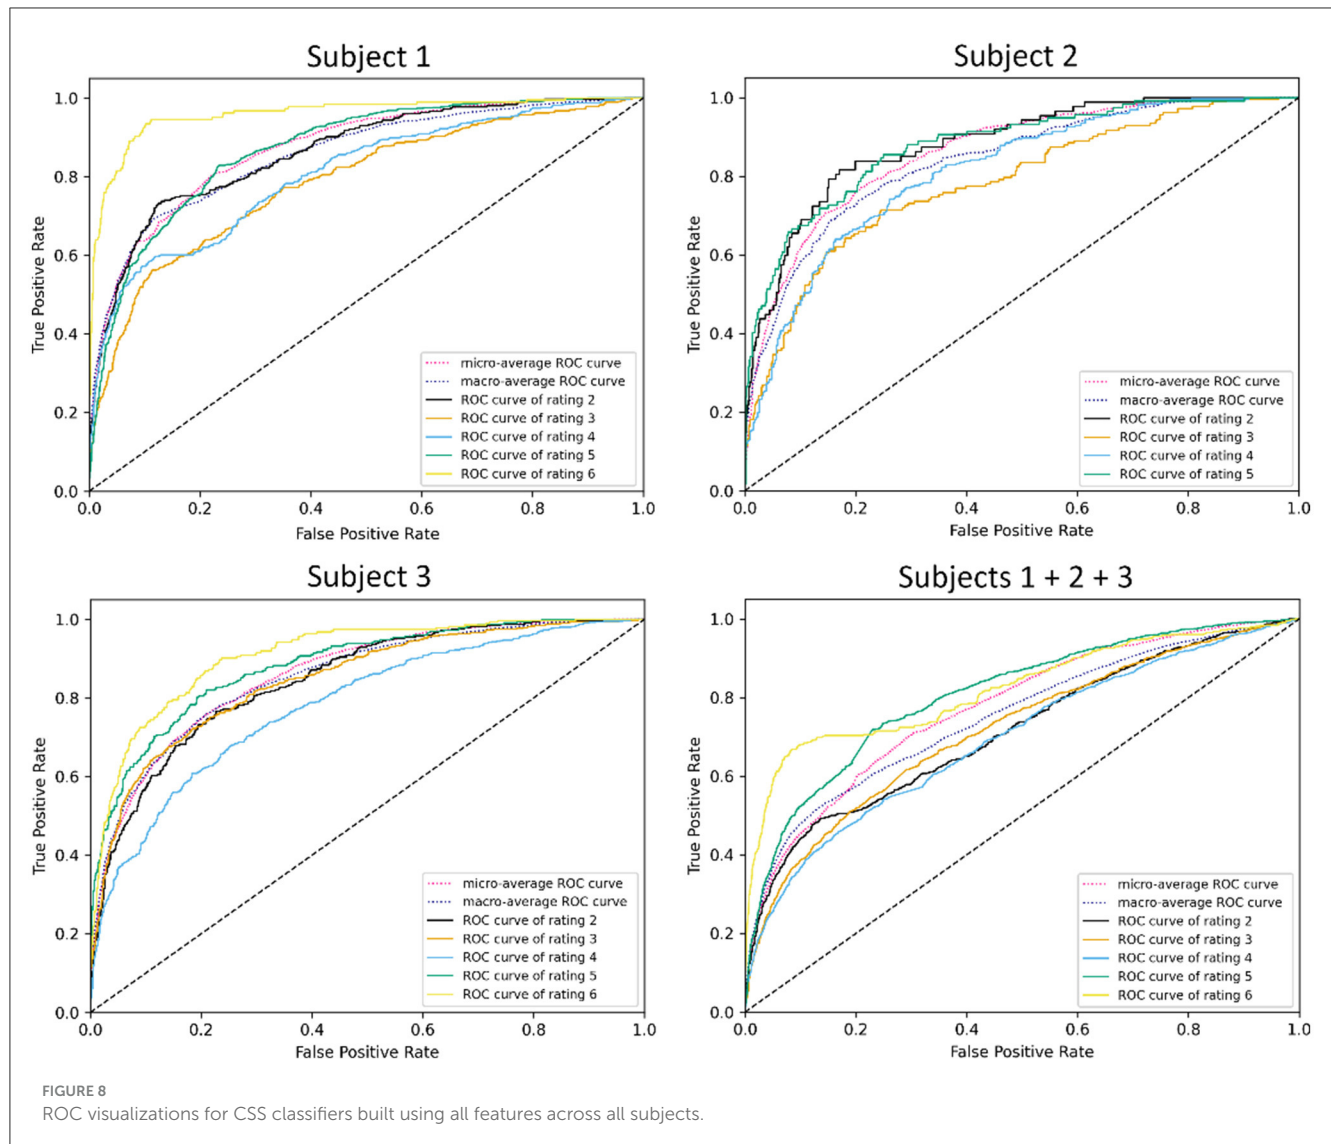 Subject 1
1.0
0.8
0.6
0.4
0.2
0.0
True Positive Rate
micro-average ROC curve
macro-average ROC curve
ROC curve of rating 2
ROC curve of rating 3
ROC curve of rating 4
ROC curve of rating 5
ROC curve of rating 6
0.0 0.2 0.4 0.6 0.8 1.0
False Positive Rate
Subject 2
1.0
0.8
0.6
0.4
0.2
0.0
True Positive Rate
micro-average ROC curve
macro-average ROC curve
ROC curve of rating 2
ROC curve of rating 3
ROC curve of rating 4
ROC curve of rating 5
0.0 0.2 0.4 0.6 0.8 1.0
False Positive Rate
Subject 3
1.0
0.8
0.6
0.4
0.2
0.0
True Positive Rate
micro-average ROC curve
macro-average ROC curve
ROC curve of rating 2
ROC curve of rating 3
ROC curve of rating 4
ROC curve of rating 5
ROC curve of rating 6
0.0 0.2 0.4 0.6 0.8 1.0
False Positive Rate
Subjects 1 + 2 + 3
1.0
0.8
0.6
0.4
0.2
0.0
True Positive Rate
micro-average ROC curve
macro-average ROC curve
ROC curve of rating 2
ROC curve of rating 3
ROC curve of rating 4
ROC curve of rating 5
ROC curve of rating 6
0.0 0.2 0.4 0.6 0.8 1.0
False Positive Rate
FIGURE 8
ROC visualizations for CSS classifiers built using all features across all subjects.